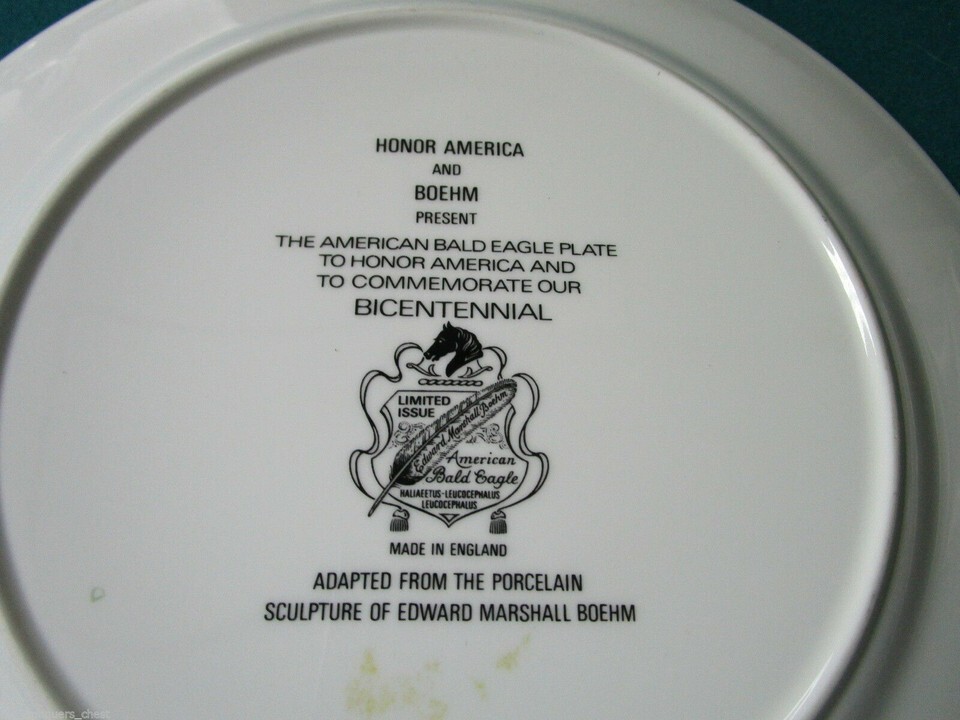 HONOR AMERICA
AND
BOEHM
PRESENT
THE AMERICAN BALD EAGLE PLATE
TO HONOR AMERICA AND
TO COMMEMORATE OUR
BICENTENNIAL
LIMITED
ISSUE
Edward Marshall Boehm
American
Bald Eagle
HALIAEETUS-LEUCOCEPHALUS
LEUCOCEPHALUS
MADE IN ENGLAND
ADAPTED FROM THE PORCELAIN
SCULPTURE OF EDWARD MARSHALL BOEHM